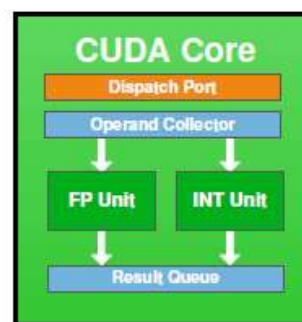 CUDA Core
Dispatch Port
Operand Collector
FP Unit
INT Unit
Result Queue